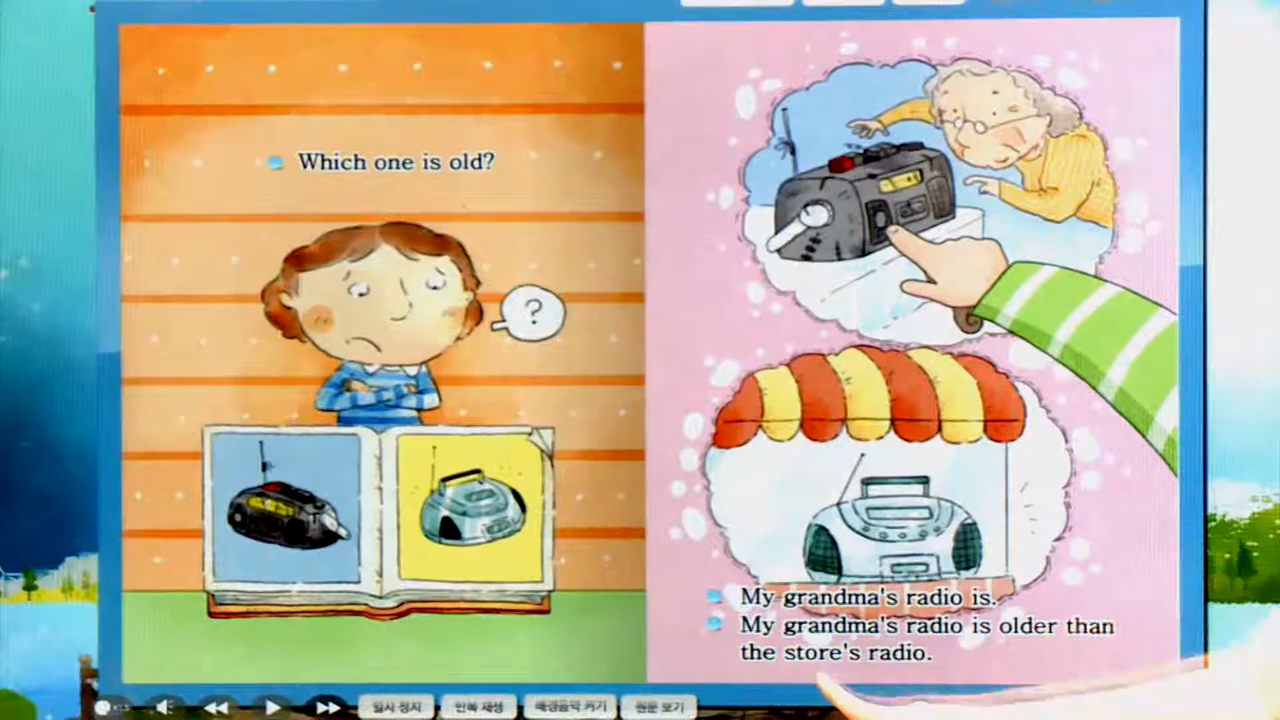 Which one is old?
?
My grandma's radio is.
My grandma's radio is older than
the store's radio.
일시 정지
반복 재생
배경음악 켜기
원문 보기